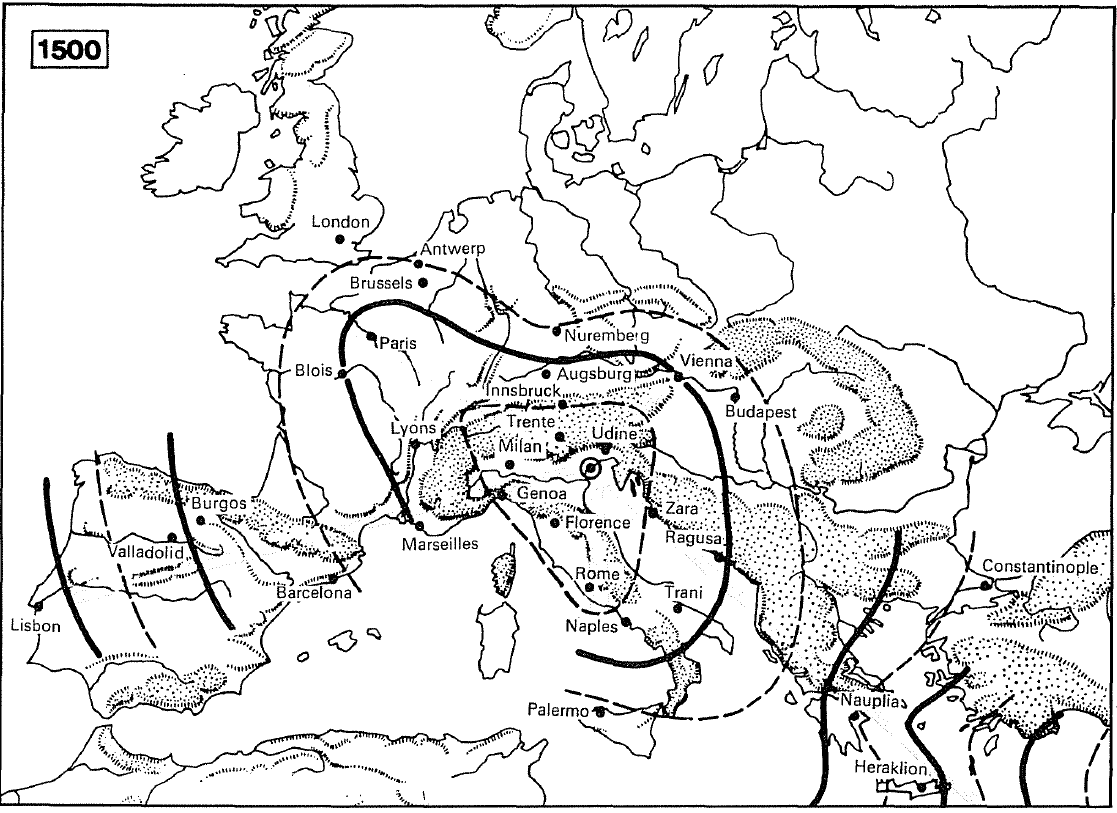 1500
London
Antwerp
Brussels
Nuremberg
Paris
Vienna
Blois
Augsburg
Innsbruck
Budapest
Lyons
Trente
Udine
Milan
Genoa
Burgos
Zara
Florence
Marseilles
Ragusa
Valladolid
Constantinople
Rome
Barcelona
Trani
Lisbon
Naples
Nauplia
Palermo
Heraklion